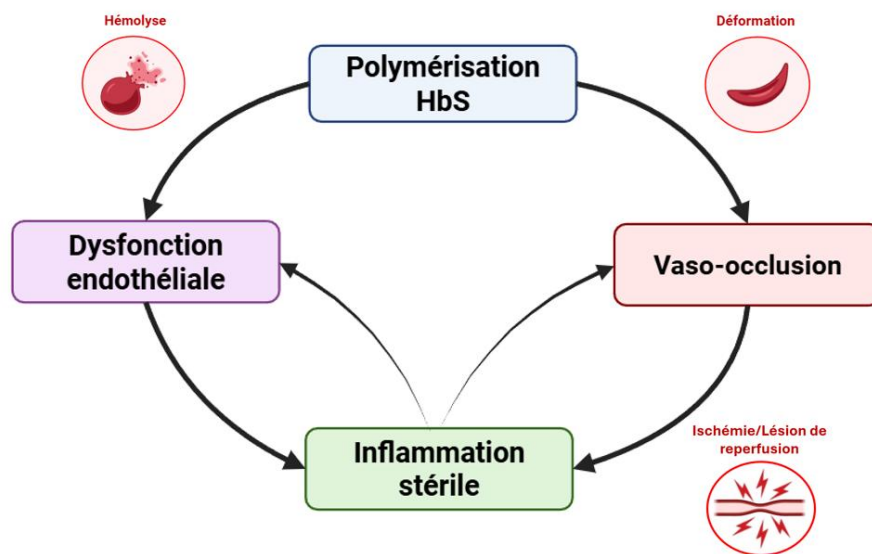 Hémolyse
Déformation
Polymérisation
HbS
Dysfonction
endothéliale
Vaso-occlusion
Inflammation
stérile
Ischémie/Lésion de
reperfusion